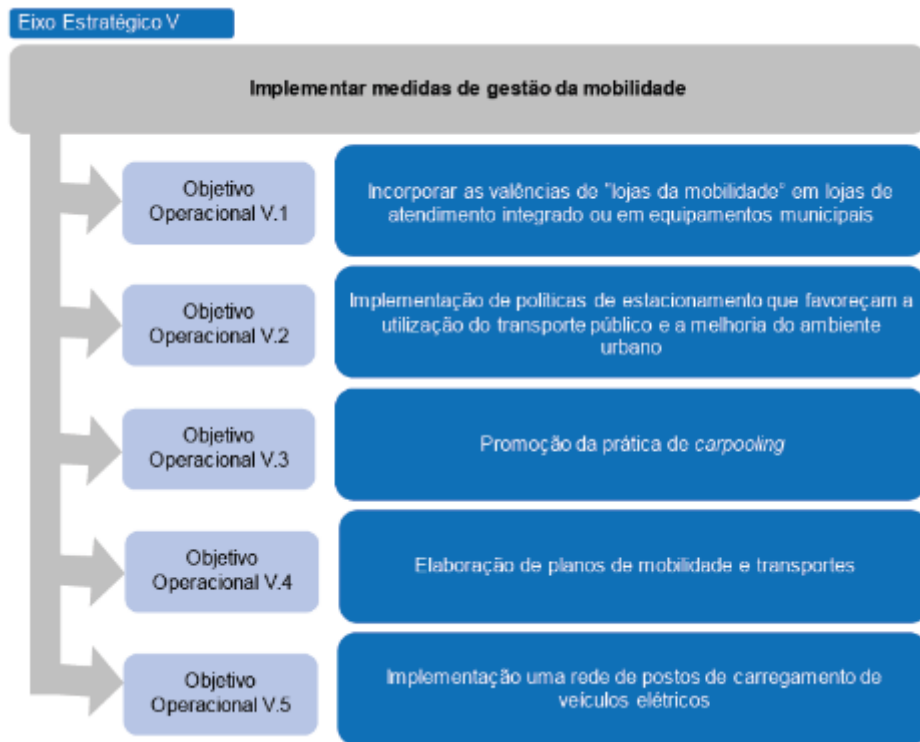 Eixo Estratégico V
Implementar medidas de gestão da mobilidade
Objetivo
Operacional V.1
Incorporar as valências de "lojas da mobilidade" em lojas de
atendimento integrado ou em equipamentos municipais
Objetivo
Operacional V.2
Implementação de políticas de estacionamento que favoreçam a
utilização do transporte público e a melhoria do ambiente
urbano
Objetivo
Operacional V.3
Promoção da prática de carpooling
Objetivo
Operacional V.4
Elaboração de planos de mobilidade e transportes
Objetivo
Operacional V.5
Implementação uma rede de postos de carregamento de
veículos elétricos